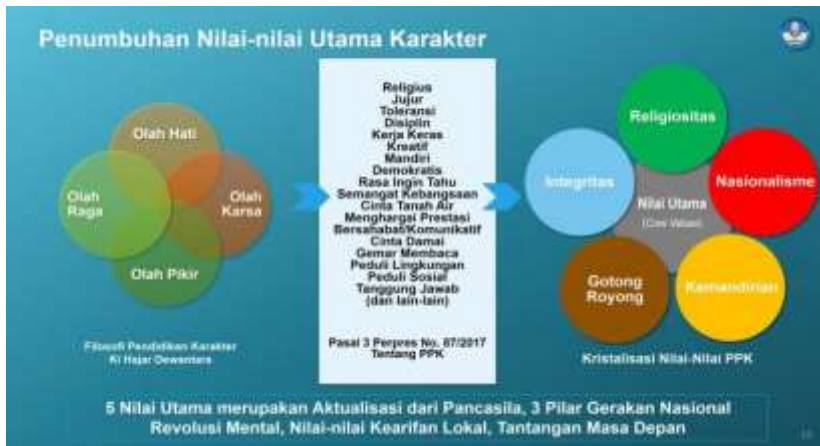 Penumbuhan Nilai-nilai Utama Karakter
Olah Hati
Olah
Raga
Olah
Karsa
Olah Pikir
Filosofi Pendidikan Karakter
Ki Hajar Dewantara
Religius
Jujur
Toleransi
Disiplin
Kerja Keras
Kreatif
Mandiri
Demokratis
Rasa Ingin Tahu
Semangat Kebangsaan
Cinta Tanah Air
Menghargai Prestasi
Bersahabat/Komunikatif
Cinta Damai
Gemar Membaca
Peduli Lingkungan
Peduli Sosial
Tanggung Jawab
(dan lain-lain)
Pasal 3 Perpres No. 87/2017
Tentang PPK
Religiositas
Integritas
Nasionalisme
Nilai Utama
(Core Values)
Gotong
Royong
Kemandirian
Kristalisasi Nilai-Nilai PPK
5 Nilai Utama merupakan Aktualisasi dari Pancasila, 3 Pilar Gerakan Nasional
Revolusi Mental, Nilai-nilai Kearifan Lokal, Tantangan Masa Depan